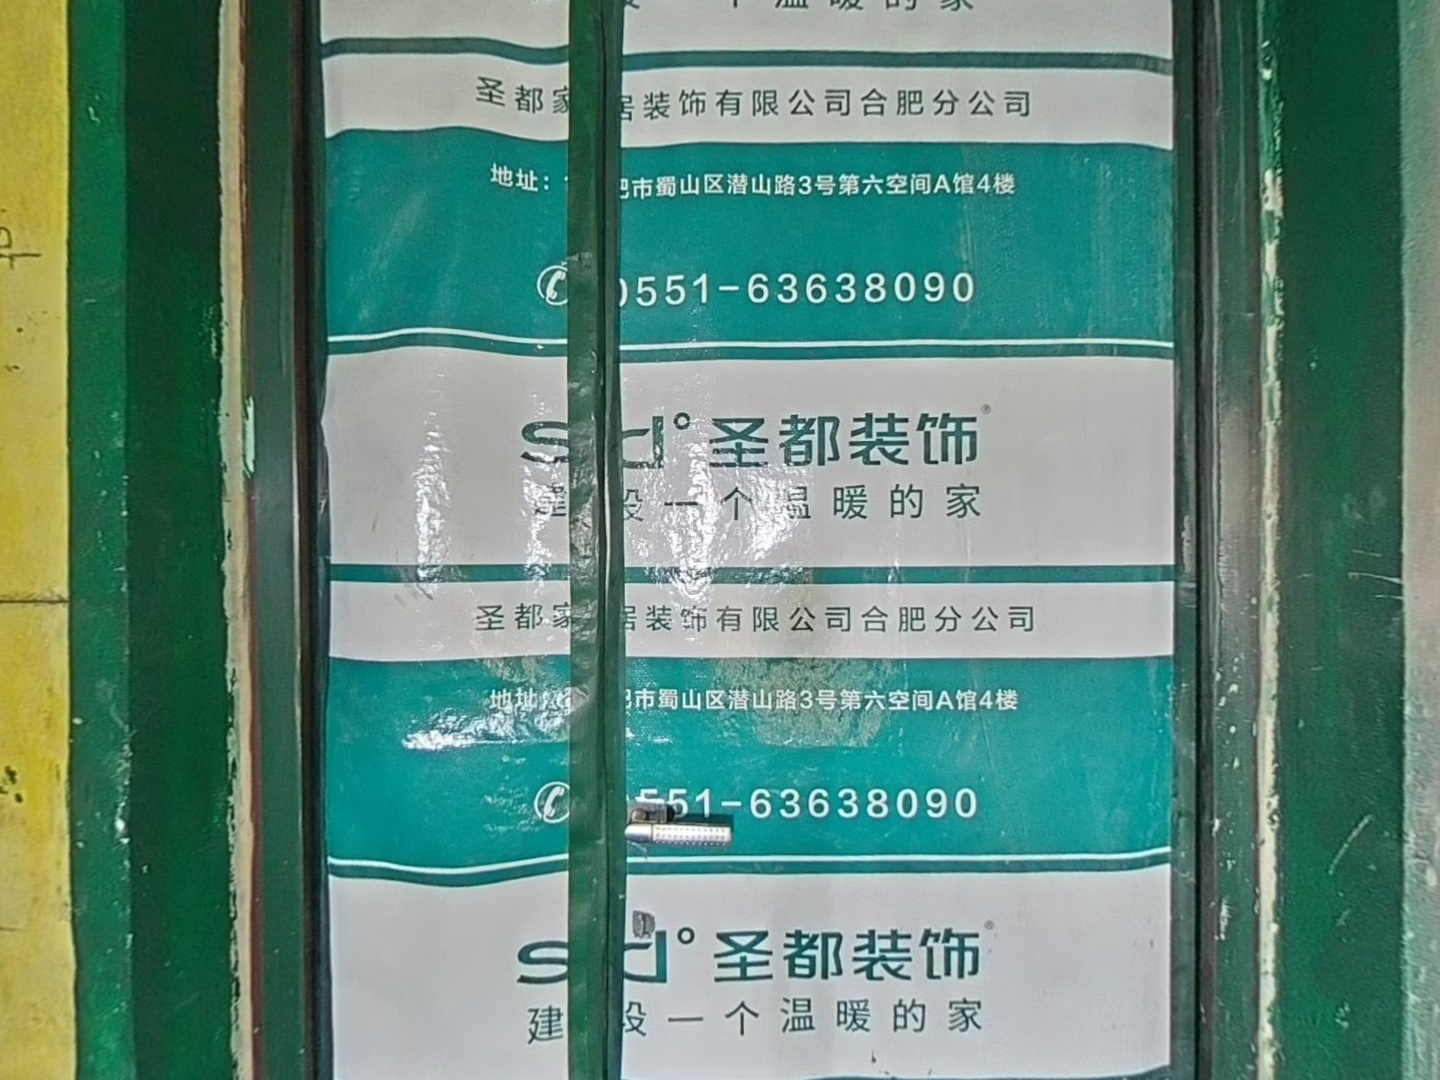 一个温暖的家
圣都家居装饰有限公司合肥分公司
地址： 肥市蜀山区潜山路3号第六空间A馆4楼
0551-63638090
sd°圣都装饰®
建设一个温暖的家
圣都家居装饰有限公司合肥分公司
地址： 肥市蜀山区潜山路3号第六空间A馆4楼
551-63638090
sd°圣都装饰®
建设一个温暖的家